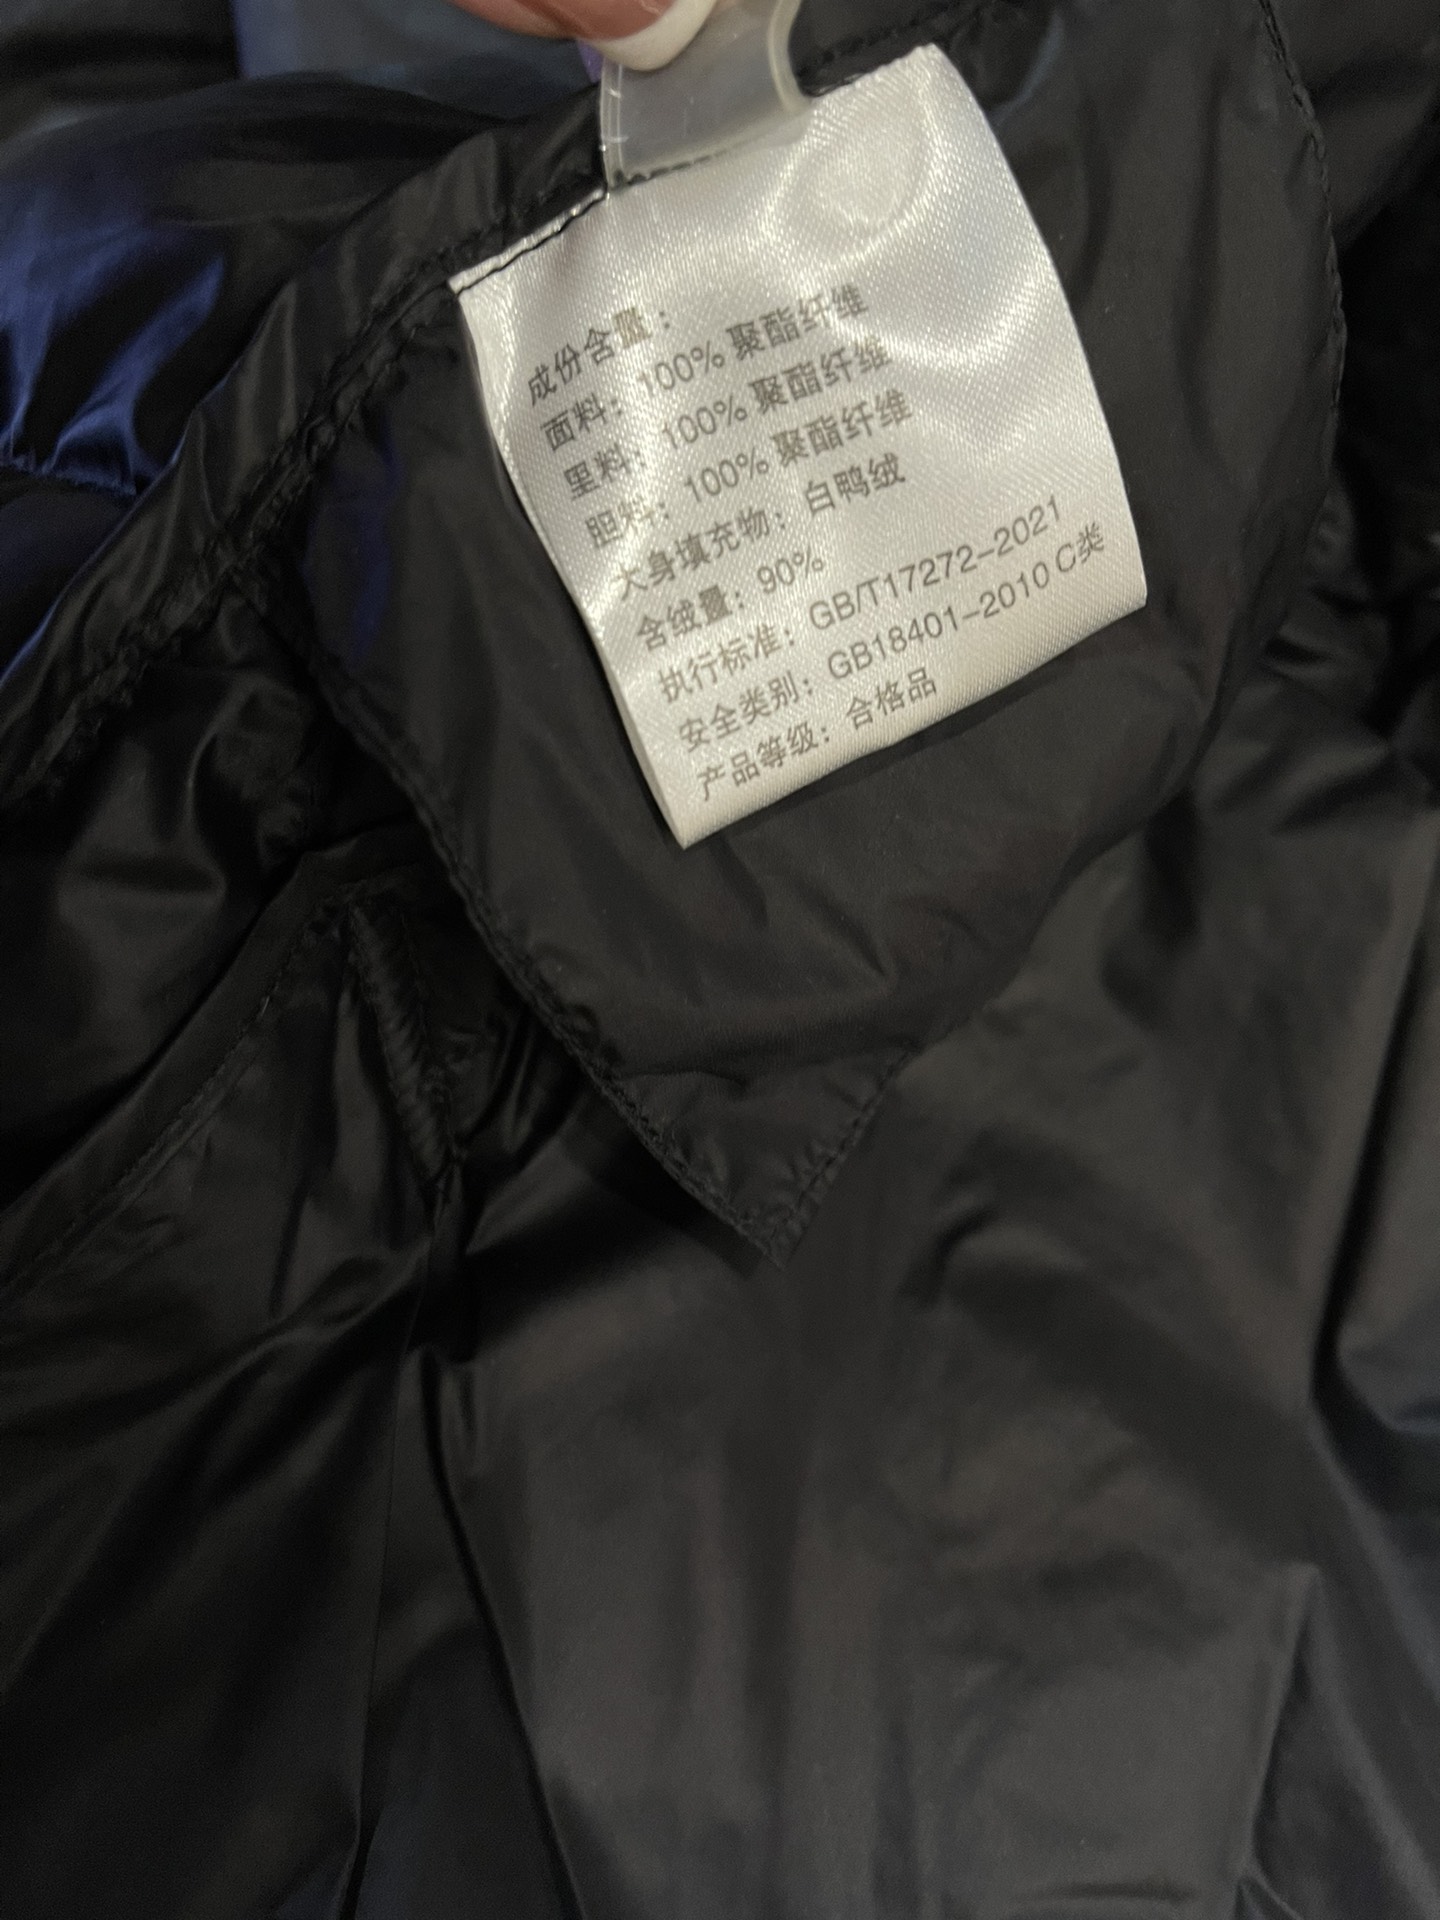 成份含量：
面料：100% 聚酯纤维
里料：100% 聚酯纤维
胆料：100% 聚酯纤维
大身填充物：白鸭绒
含绒量：90%
执行标准：GB/T17272-2021
安全类别：GB18401-2010 C类
产品等级：合格品